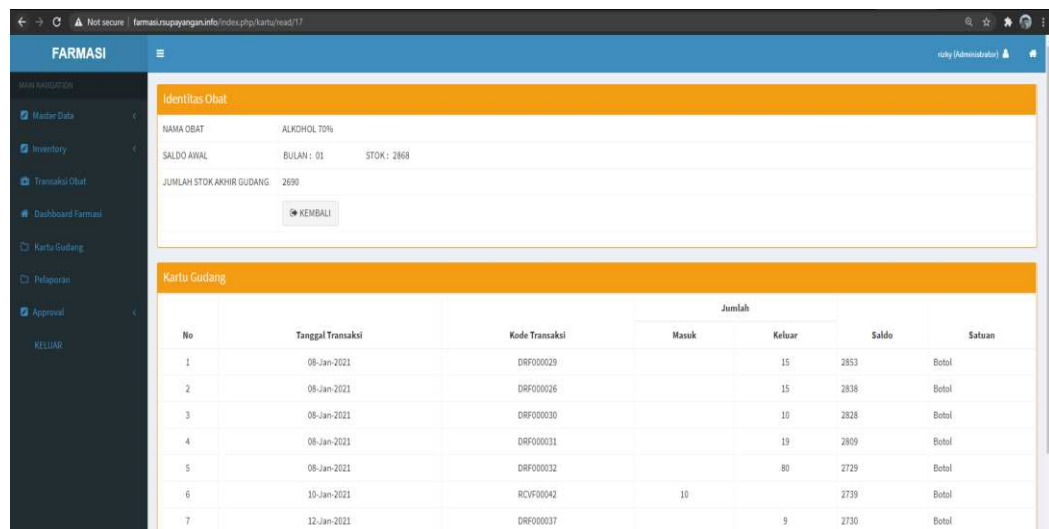 Not secure | farmasi.rsupayangan.info/index.php/kartu/read/17
FARMASI
rizky (Administrator)
MAIN NAVIGATION
Master Data
Inventory
Transaksi Obat
Dashboard Farmasi
Kartu Gudang
Pelaporan
Approval
KELUAR
Identitas Obat
NAMA OBAT ALKOHOL 70%
SALDO AWAL BULAN : 01 STOK : 2868
JUMLAH STOK AKHIR GUDANG 2690
KEMBALI
Kartu Gudang
Jumlah
No Tanggal Transaksi Kode Transaksi Masuk Keluar Saldo Satuan
1 08-Jan-2021 DRF000029 15 2853 Botol
2 08-Jan-2021 DRF000026 15 2838 Botol
3 08-Jan-2021 DRF000030 10 2828 Botol
4 08-Jan-2021 DRF000031 19 2809 Botol
5 08-Jan-2021 DRF000032 80 2729 Botol
6 10-Jan-2021 RCVF00042 10 2739 Botol
7 12-Jan-2021 DRF000037 9 2730 Botol